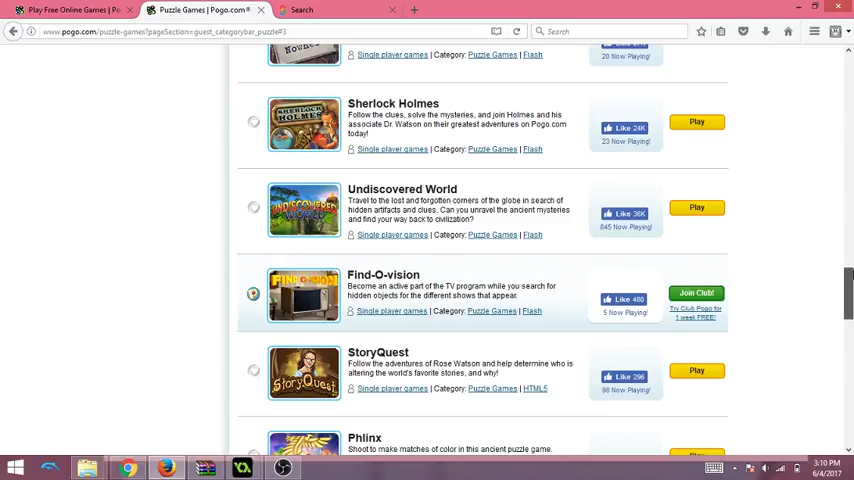 Play Free Online Games | Po
Puzzle Games | Pogo.com®
Search
www.pogo.com/puzzle-games?pageSection=guest_categorybar_puzzle#3
Search
Nowhe
Single player games | Category: Puzzle Games | Flash
20 Now Playing!
Sherlock Holmes
Follow the clues, solve the mysteries, and join Holmes and his
associate Dr. Watson on their greatest adventures on Pogo.com
today!
Single player games | Category: Puzzle Games | Flash
SHERLOCK
HOLMES
Like 24K
23 Now Playing!
Play
Undiscovered World
Travel to the lost and forgotten corners of the globe in search of
hidden artifacts and clues. Can you unravel the ancient mysteries
and find your way back to civilization?
Single player games | Category: Puzzle Games | Flash
UNDISCOVERED
WORLD
Like 36K
845 Now Playing!
Play
Find-O-vision
Become an active part of the TV program while you search for
hidden objects for the different shows that appear.
Single player games | Category: Puzzle Games | Flash
FIND-O-VISION
Like 480
5 Now Playing!
Join Club!
Try Club Pogo for
1 week FREE!
StoryQuest
Follow the adventures of Rose Watson and help determine who is
altering the world's favorite stories, and why!
Single player games | Category: Puzzle Games | HTML5
StoryQuest
Like 296
98 Now Playing!
Play
Phlinx
Shoot to make matches of color in this ancient puzzle game.
3:10 PM
6/4/2017